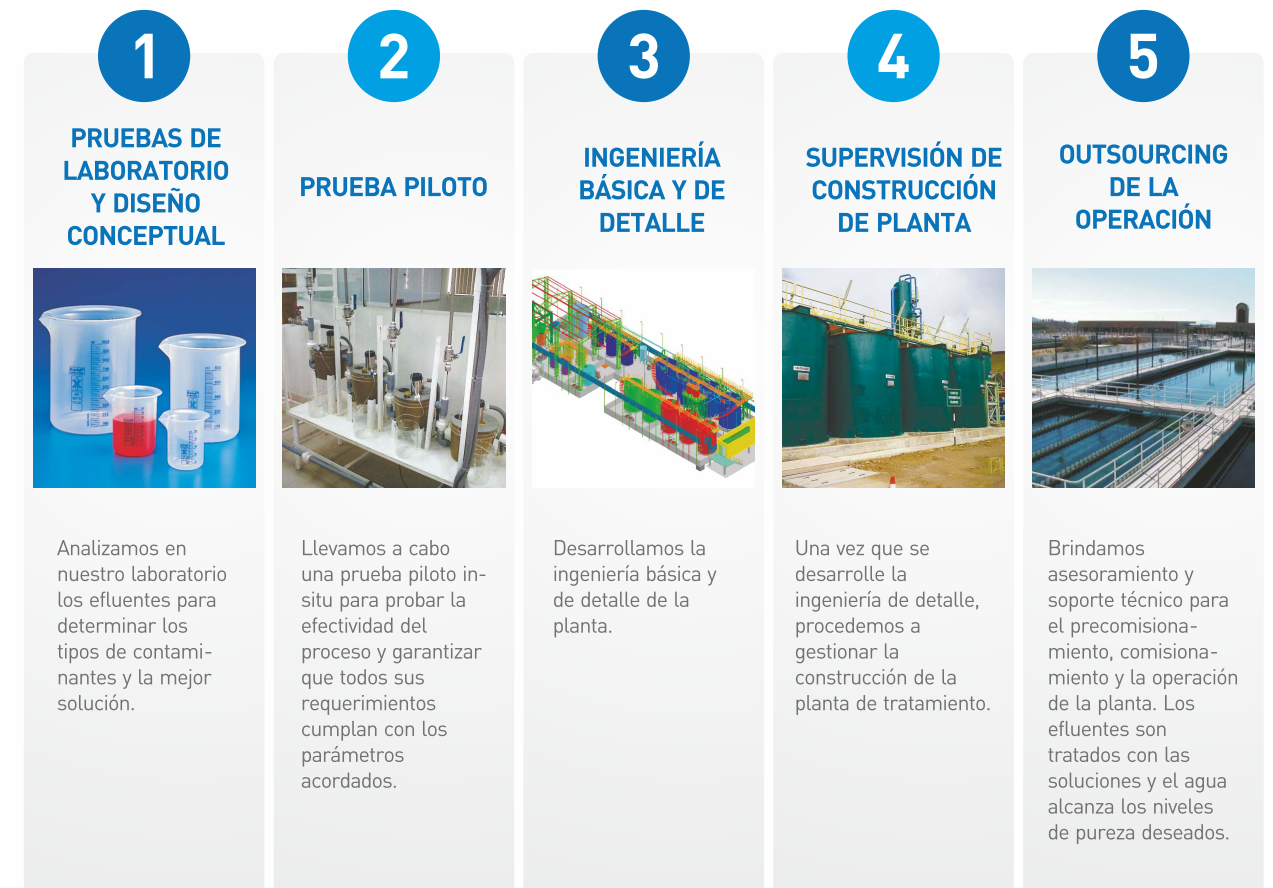 1
PRUEBAS DE
LABORATORIO
Y DISEÑO
CONCEPTUAL
Analizamos en
nuestro laboratorio
los efluentes para
determinar los
tipos de contami-
nantes y la mejor
solución.
2
PRUEBA PILOTO
Llevamos a cabo
una prueba piloto in-
situ para probar la
efectividad del
proceso y garantizar
que todos sus
requerimientos
cumplan con los
parámetros
acordados.
3
INGENIERÍA
BÁSICA Y DE
DETALLE
Desarrollamos la
ingeniería básica y
de detalle de la
planta.
4
SUPERVISIÓN DE
CONSTRUCCIÓN
DE PLANTA
Una vez que se
desarrolle la
ingeniería de detalle,
procedemos a
gestionar la
construcción de la
planta de tratamiento.
5
OUTSOURCING
DE LA
OPERACIÓN
Brindamos
asesoramiento y
soporte técnico para
el precomisiona-
miento, comisiona-
miento y la operación
de la planta. Los
efluentes son
tratados con las
soluciones y el agua
alcanza los niveles
de pureza deseados.